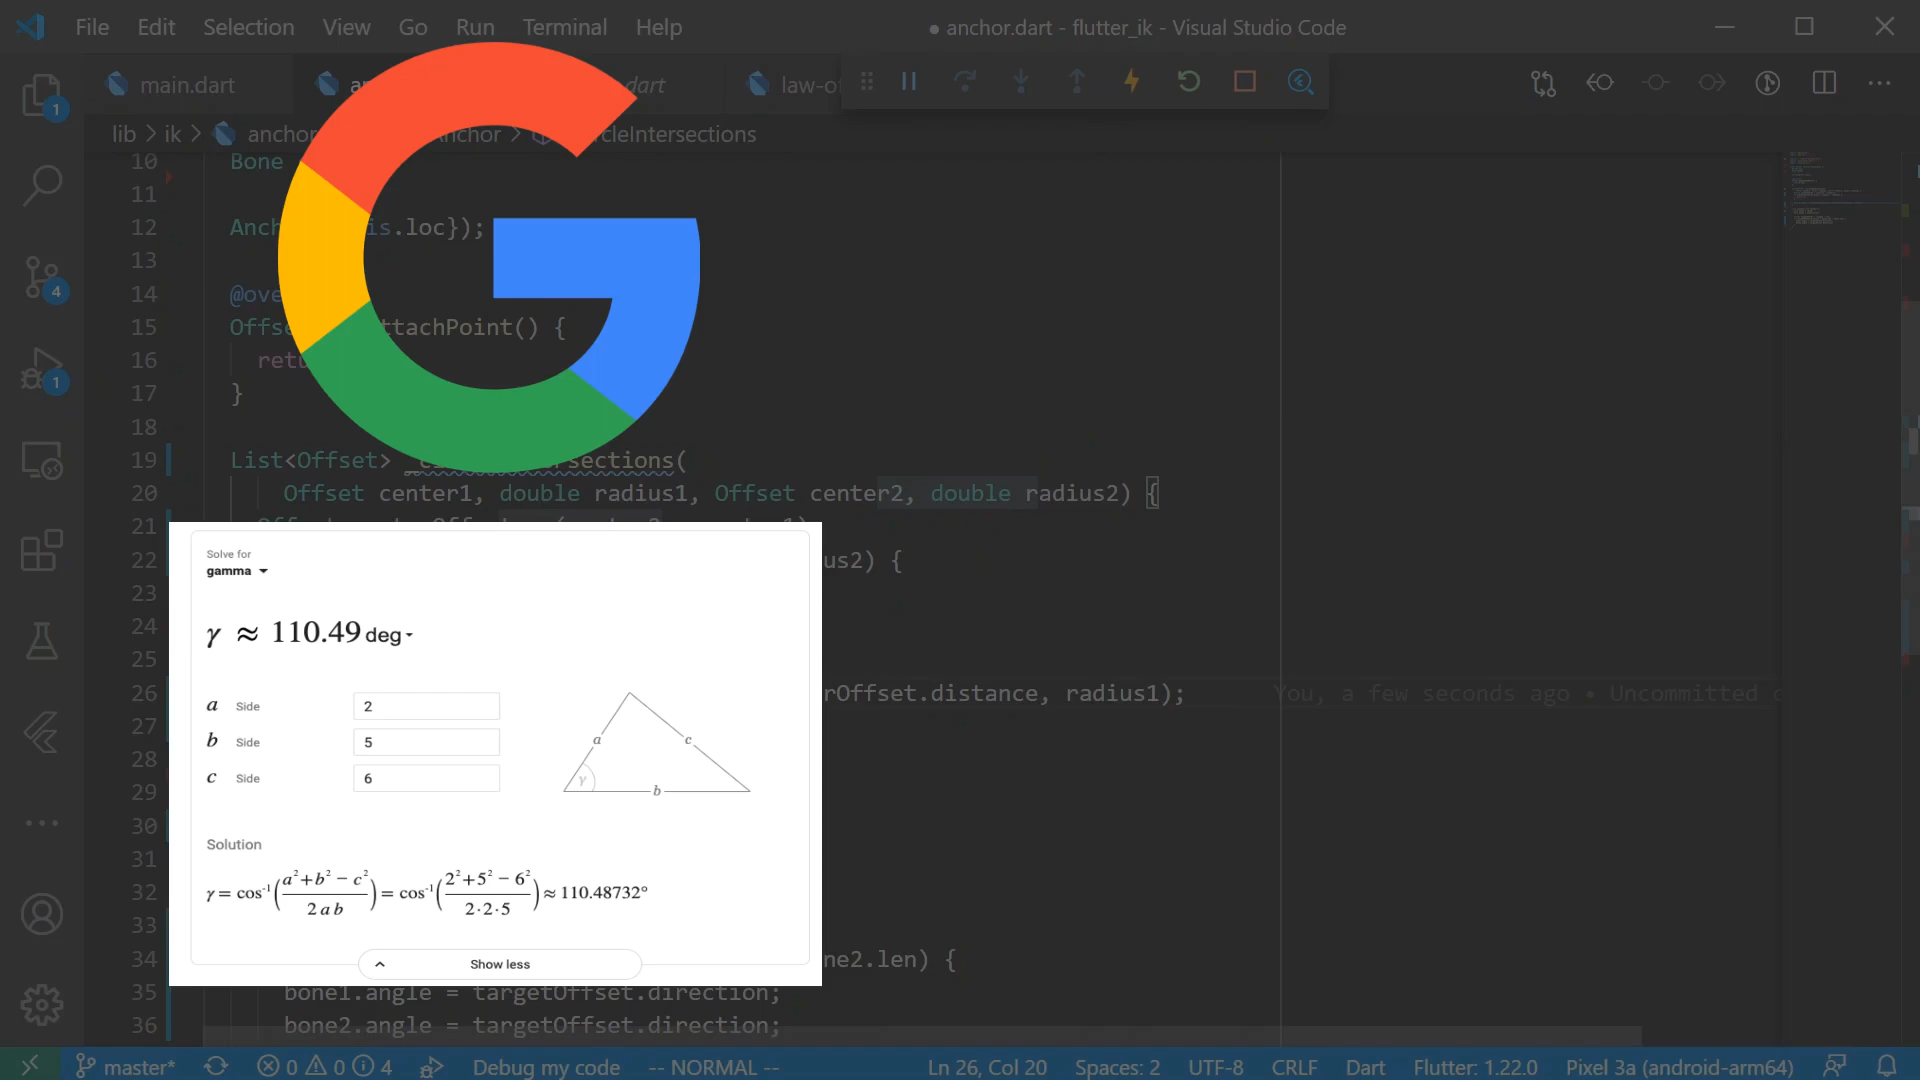 File Edit Selection View Go Run Terminal Help
● anchor.dart - flutter_ik - Visual Studio Code
main.dart
dart
lib > ik > anchor
Anchor > cleIntersections
10 Bone
11
12 Anch is.loc});
13
14 @ove
15 Offse ttachPoint() {
16 retu
17 }
18
19 List<Offset> sections(
20 Offset center1, double radius1, Offset center2, double radius2) {
21
22 us2) {
23
24
25
26 rOffset.distance, radius1); You, a few seconds ago • Uncommitted c
27
28
29
30
31
32
33
34 ne2.len) {
35 bone1.angle = targetOffset.direction;
36 bone2.angle = targetOffset.direction;
1
4
1
Solve for
gamma
γ ≈ 110.49 deg
a Side 2
b Side 5
c Side 6
a
c
γ
b
Solution
γ = cos⁻¹((a²+b² − c²)/(2 a b)) = cos⁻¹((2²+5² − 6²)/(2·2·5)) ≈ 110.48732°
Show less
master* 0 0 4 Debug my code -- NORMAL -- Ln 26, Col 20 Spaces: 2 UTF-8 CRLF Dart Flutter: 1.22.0 Pixel 3a (android-arm64)